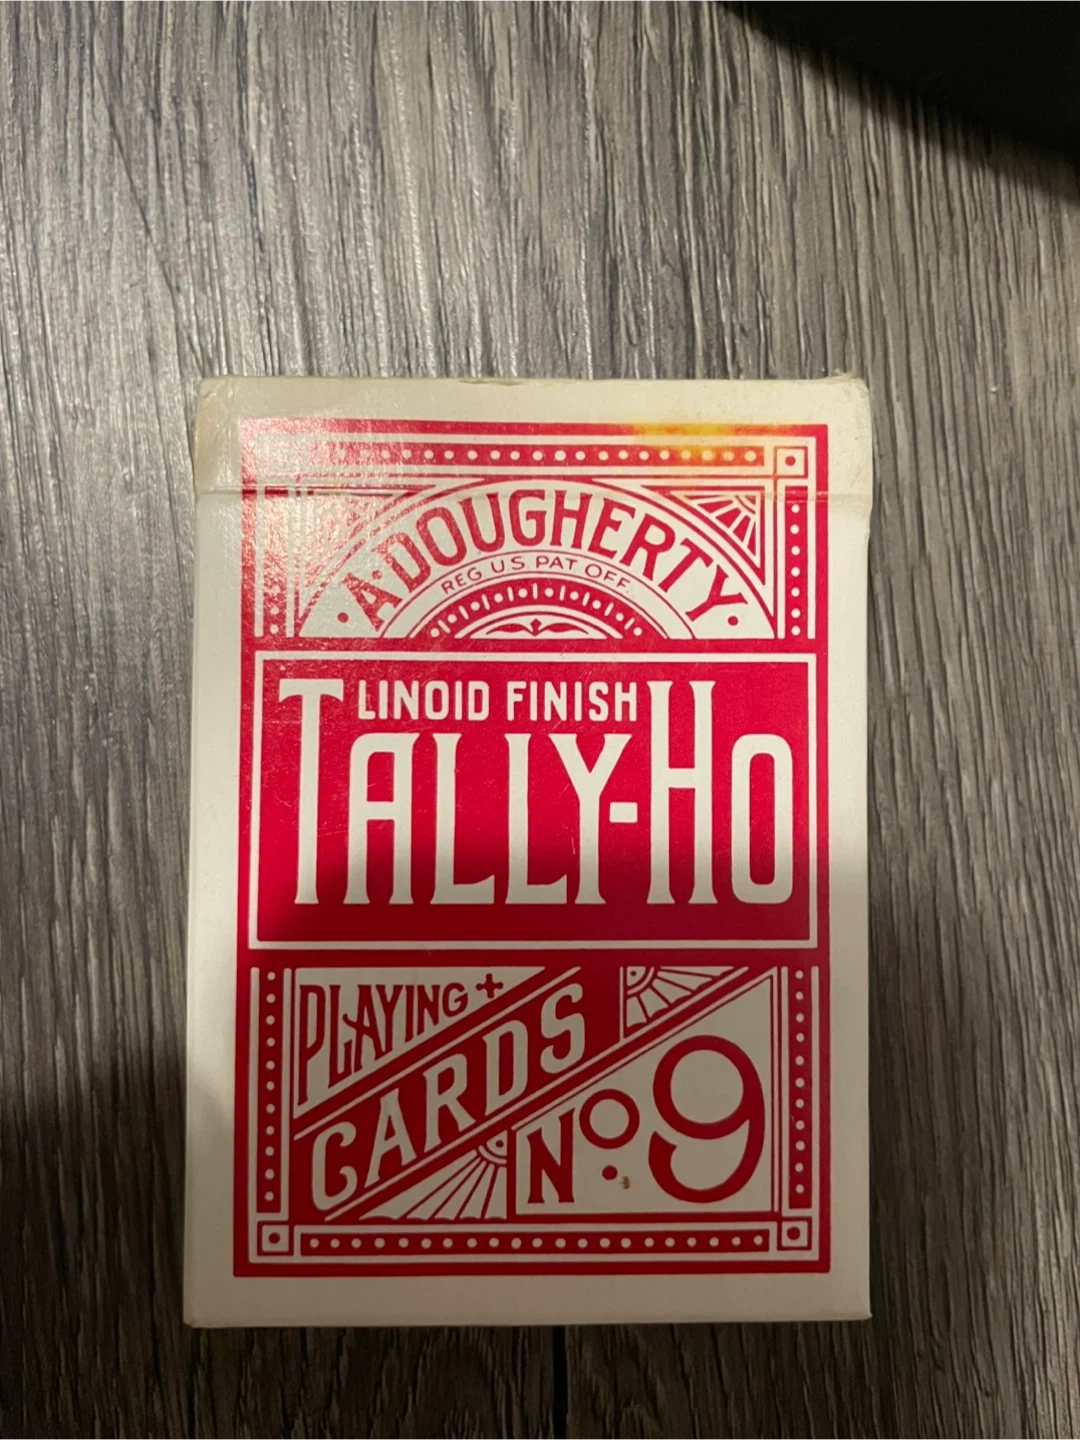 A. DOUGHERTY
REG U.S. PAT OFF.
LINOID FINISH
TALLY-HO
PLAYING
CARDS
No. 9